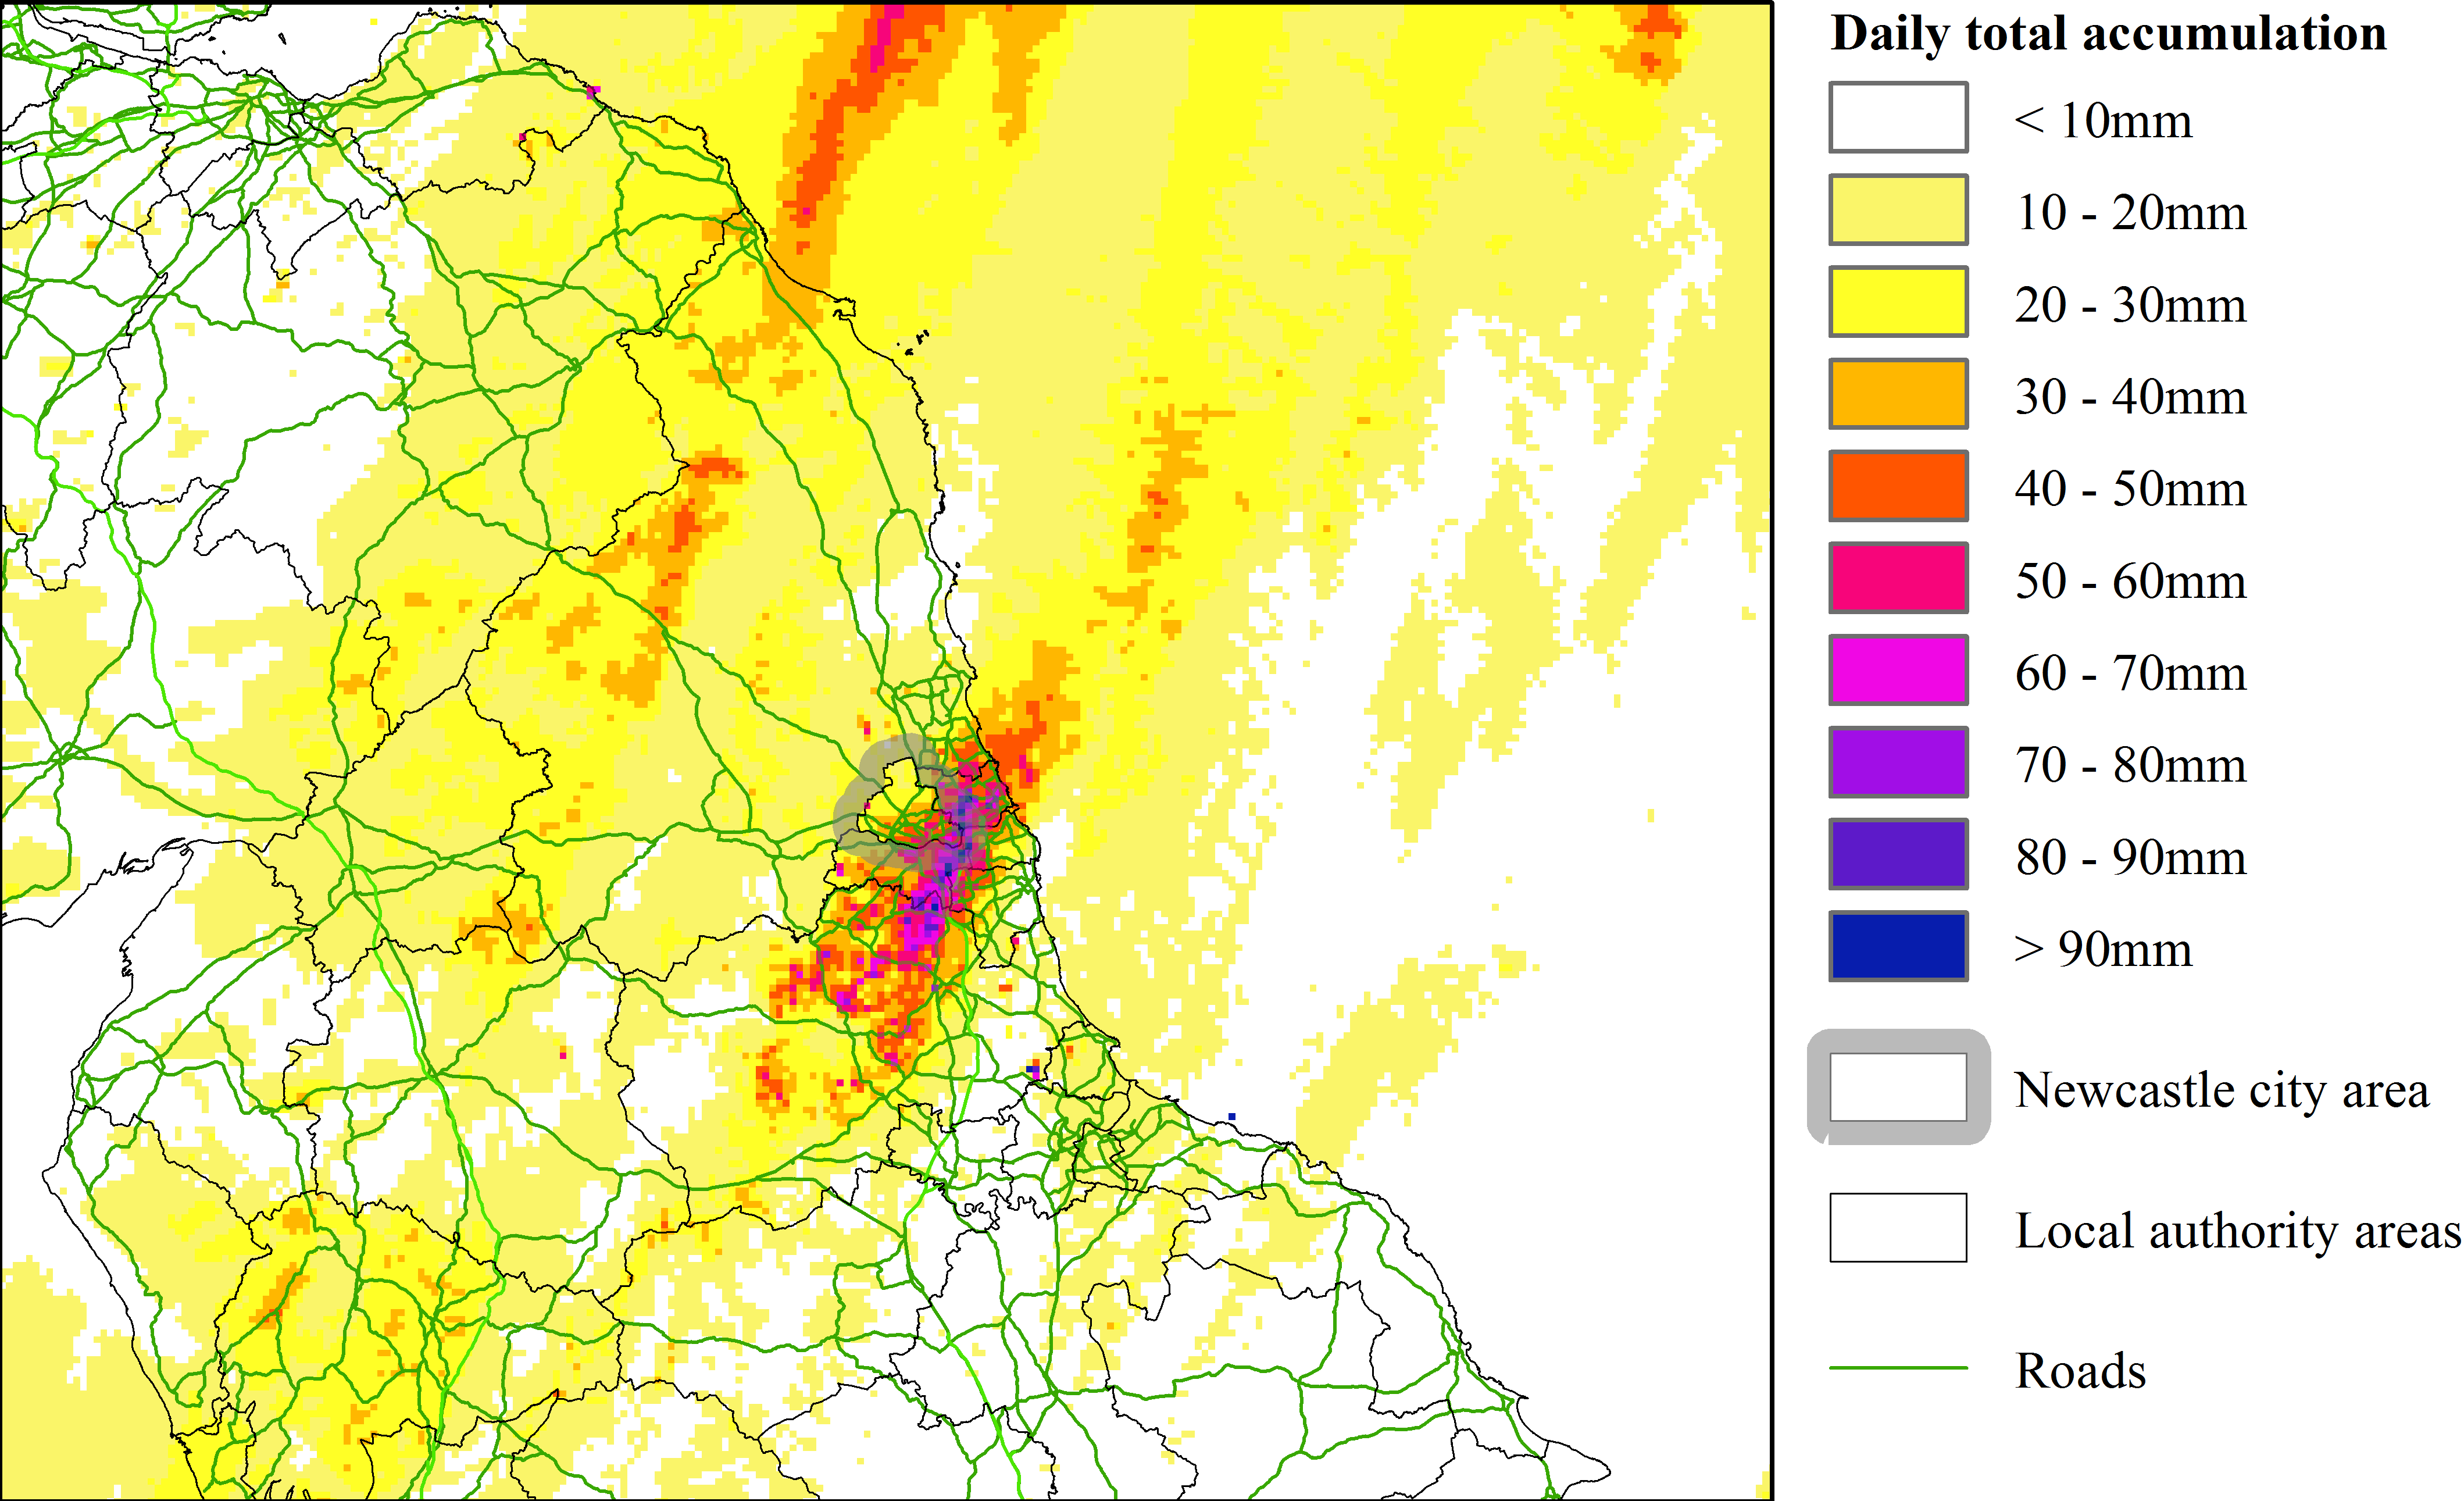 Daily total accumulation
< 10mm
10 - 20mm
20 - 30mm
30 - 40mm
40 - 50mm
50 - 60mm
60 - 70mm
70 - 80mm
80 - 90mm
> 90mm
Newcastle city area
Local authority areas
Roads